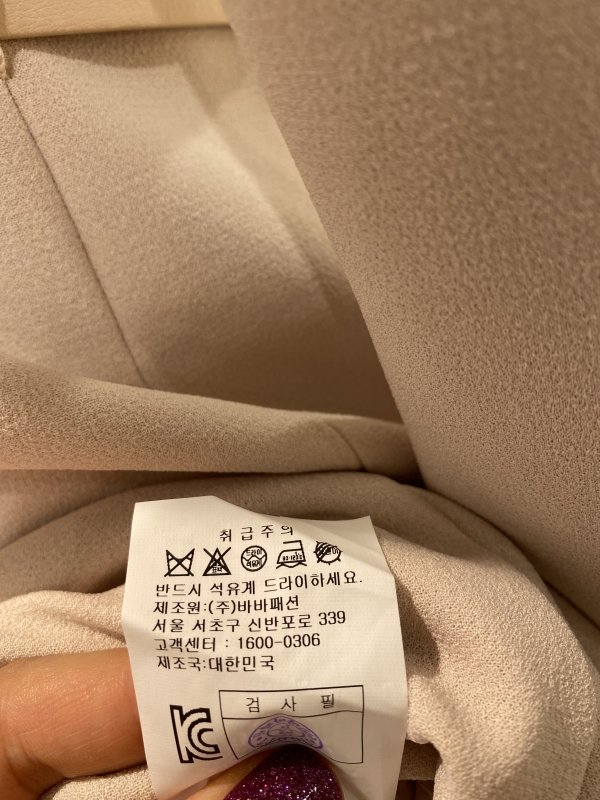 취급주의
반드시 석유계 드라이하세요.
제조원:(주)바바패션
서울 서초구 신반포로 339
고객센터 : 1600-0306
제조국:대한민국
검 사 필